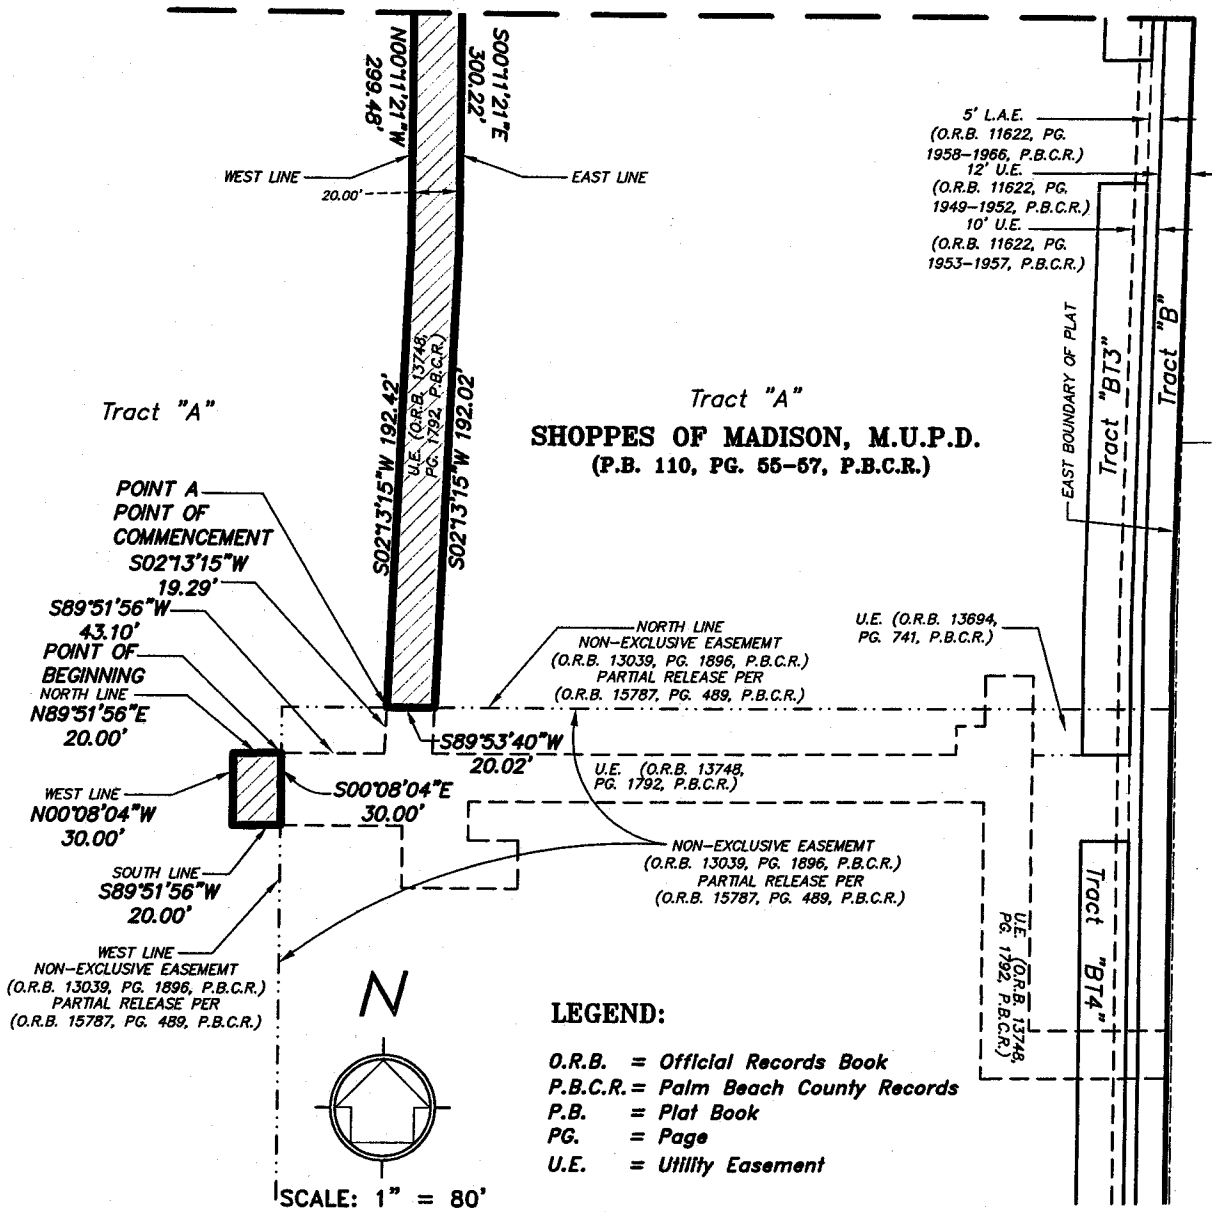 N00°11'21"W
299.48'
S00°11'21"E
300.22'
WEST LINE
20.00'
EAST LINE
5' L.A.E.
(O.R.B. 11622, PG.
1958-1966, P.B.C.R.)
12' U.E.
(O.R.B. 11622, PG.
1949-1952, P.B.C.R.)
10' U.E.
(O.R.B. 11622, PG.
1953-1957, P.B.C.R.)
EAST BOUNDARY OF PLAT
Tract "BT3"
Tract "B"
Tract "A"
S02°13'15"W 192.42'
U.E. (O.R.B. 13748,
PG. 1792, P.B.C.R.)
S02°13'15"W 192.02'
Tract "A"
SHOPPES OF MADISON, M.U.P.D.
(P.B. 110, PG. 55-57, P.B.C.R.)
POINT A
POINT OF
COMMENCEMENT
S02°13'15"W
19.29'
S89°51'56"W
43.10'
POINT OF
BEGINNING
NORTH LINE
N89°51'56"E
20.00'
WEST LINE
N00°08'04"W
30.00'
SOUTH LINE
S89°51'56"W
20.00'
WEST LINE
NON-EXCLUSIVE EASEMEMT
(O.R.B. 13039, PG. 1896, P.B.C.R.)
PARTIAL RELEASE PER
(O.R.B. 15787, PG. 489, P.B.C.R.)
NORTH LINE
NON-EXCLUSIVE EASEMEMT
(O.R.B. 13039, PG. 1896, P.B.C.R.)
PARTIAL RELEASE PER
(O.R.B. 15787, PG. 489, P.B.C.R.)
U.E. (O.R.B. 13694,
PG. 741, P.B.C.R.)
S89°53'40"W
20.02'
S00°08'04"E
30.00'
U.E. (O.R.B. 13748,
PG. 1792, P.B.C.R.)
NON-EXCLUSIVE EASEMEMT
(O.R.B. 13039, PG. 1896, P.B.C.R.)
PARTIAL RELEASE PER
(O.R.B. 15787, PG. 489, P.B.C.R.)
U.E. (O.R.B. 13748,
PG. 1792, P.B.C.R.)
Tract "BT4"
N
SCALE: 1" = 80'
LEGEND:
O.R.B. = Official Records Book
P.B.C.R. = Palm Beach County Records
P.B. = Plat Book
PG. = Page
U.E. = Utility Easement